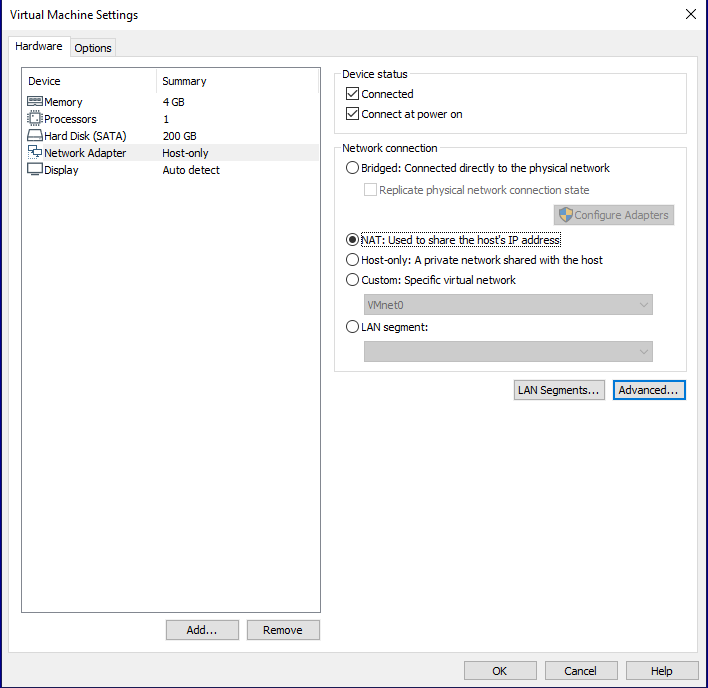 Virtual Machine Settings
Hardware
Options
Device Summary
Memory 4 GB
Processors 1
Hard Disk (SATA) 200 GB
Network Adapter Host-only
Display Auto detect
Add...
Remove
Device status
Connected
Connect at power on
Network connection
Bridged: Connected directly to the physical network
Replicate physical network connection state
Configure Adapters
NAT: Used to share the host's IP address
Host-only: A private network shared with the host
Custom: Specific virtual network
VMnet0
LAN segment:
LAN Segments...
Advanced...
OK
Cancel
Help